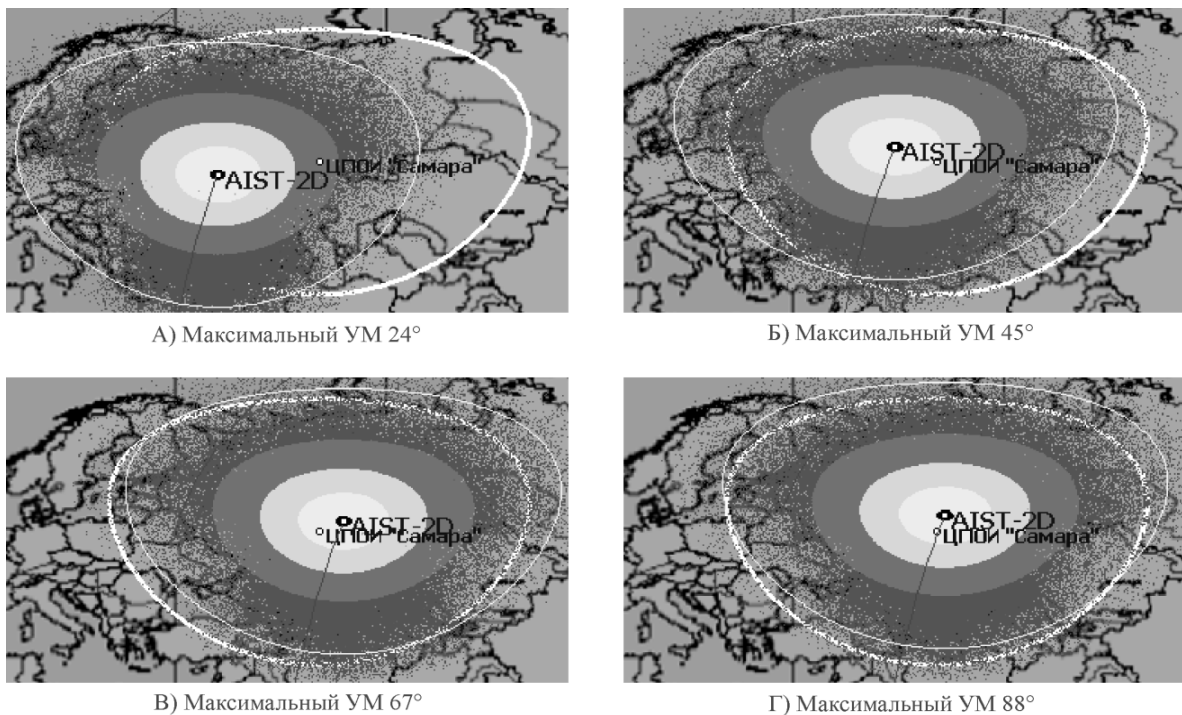 AIST-2D
ЦПОИ "Самара"
А) Максимальный УМ 24°
AIST-2D
ЦПОИ "Самара"
Б) Максимальный УМ 45°
AIST-2D
ЦПОИ "Самара"
В) Максимальный УМ 67°
AIST-2D
ЦПОИ "Самара"
Г) Максимальный УМ 88°